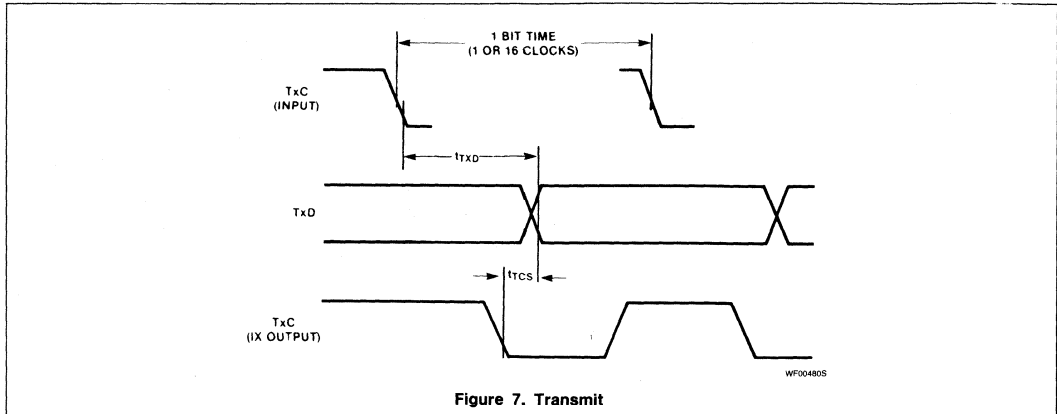 1 BIT TIME
(1 OR 16 CLOCKS)
TxC
(INPUT)
tTXD
TxD
tTCS
TxC
(IX OUTPUT)
WF00480S
Figure 7. Transmit